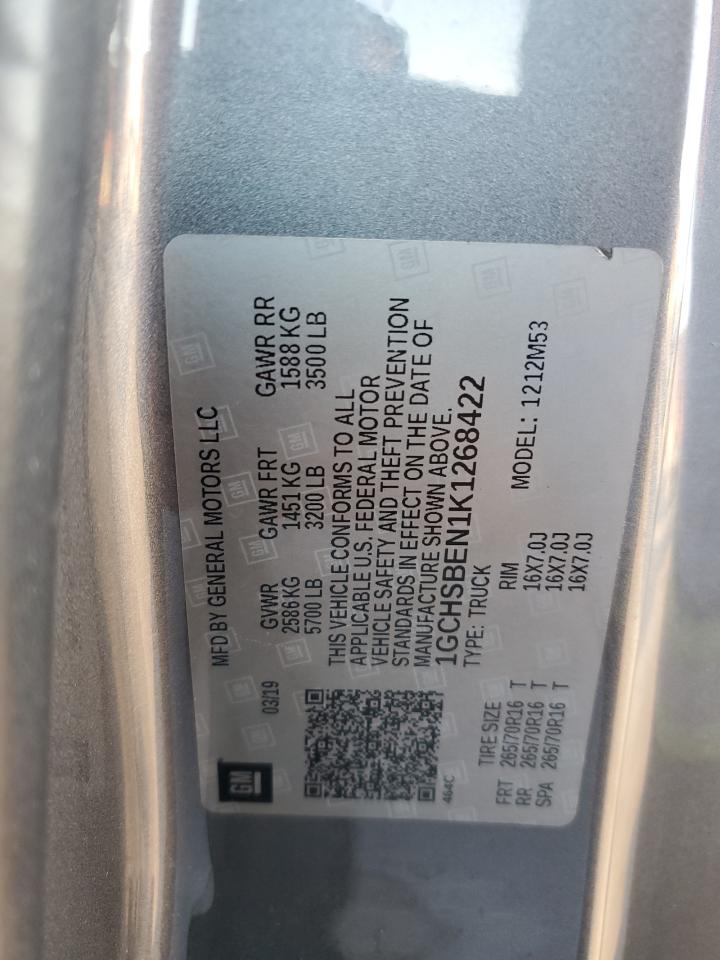 GM
MFD BY GENERAL MOTORS LLC
03/19 GVWR GAWR FRT GAWR RR
2586 KG 1451 KG 1588 KG
5700 LB 3200 LB 3500 LB
THIS VEHICLE CONFORMS TO ALL
APPLICABLE U.S. FEDERAL MOTOR
VEHICLE SAFETY AND THEFT PREVENTION
STANDARDS IN EFFECT ON THE DATE OF
MANUFACTURE SHOWN ABOVE.
464C 1GCHSBEN1K1268422
TYPE: TRUCK
TIRE SIZE RIM MODEL: 1212M53
FRT 265/70R16 T 16X7.0J
RR 265/70R16 T 16X7.0J
SPA 265/70R16 T 16X7.0J